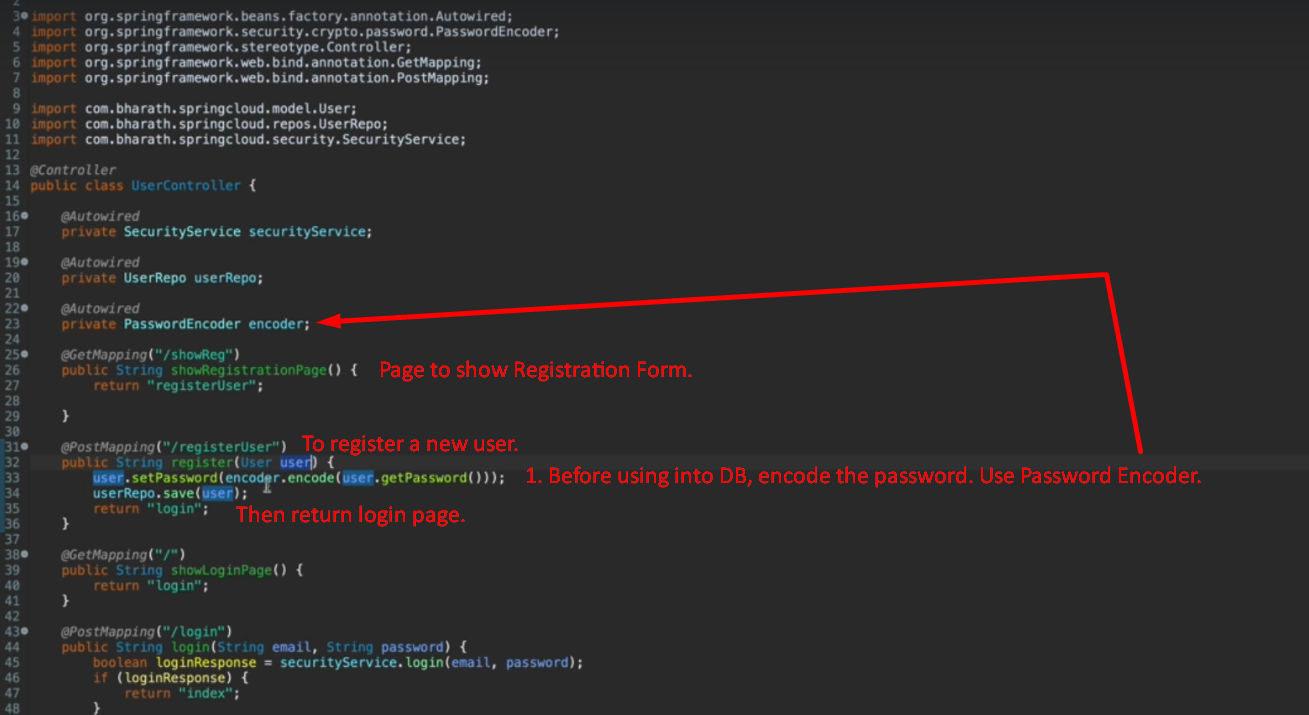 2
3 import org.springframework.beans.factory.annotation.Autowired;
4 import org.springframework.security.crypto.password.PasswordEncoder;
5 import org.springframework.stereotype.Controller;
6 import org.springframework.web.bind.annotation.GetMapping;
7 import org.springframework.web.bind.annotation.PostMapping;
8
9 import com.bharath.springcloud.model.User;
10 import com.bharath.springcloud.repos.UserRepo;
11 import com.bharath.springcloud.security.SecurityService;
12
13 @Controller
14 public class UserController {
15
16 @Autowired
17 private SecurityService securityService;
18
19 @Autowired
20 private UserRepo userRepo;
21
22 @Autowired
23 private PasswordEncoder encoder;
24
25 @GetMapping("/showReg")
26 public String showRegistrationPage() { Page to show Registration Form.
27 return "registerUser";
28
29 }
30
31 @PostMapping("/registerUser") To register a new user.
32 public String register(User user) {
33 user.setPassword(encoder.encode(user.getPassword())); 1. Before using into DB, encode the password. Use Password Encoder.
34 userRepo.save(user);
35 return "login"; Then return login page.
36 }
37
38 @GetMapping("/")
39 public String showLoginPage() {
40 return "login";
41 }
42
43 @PostMapping("/login")
44 public String login(String email, String password) {
45 boolean loginResponse = securityService.login(email, password);
46 if (loginResponse) {
47 return "index";
48 }